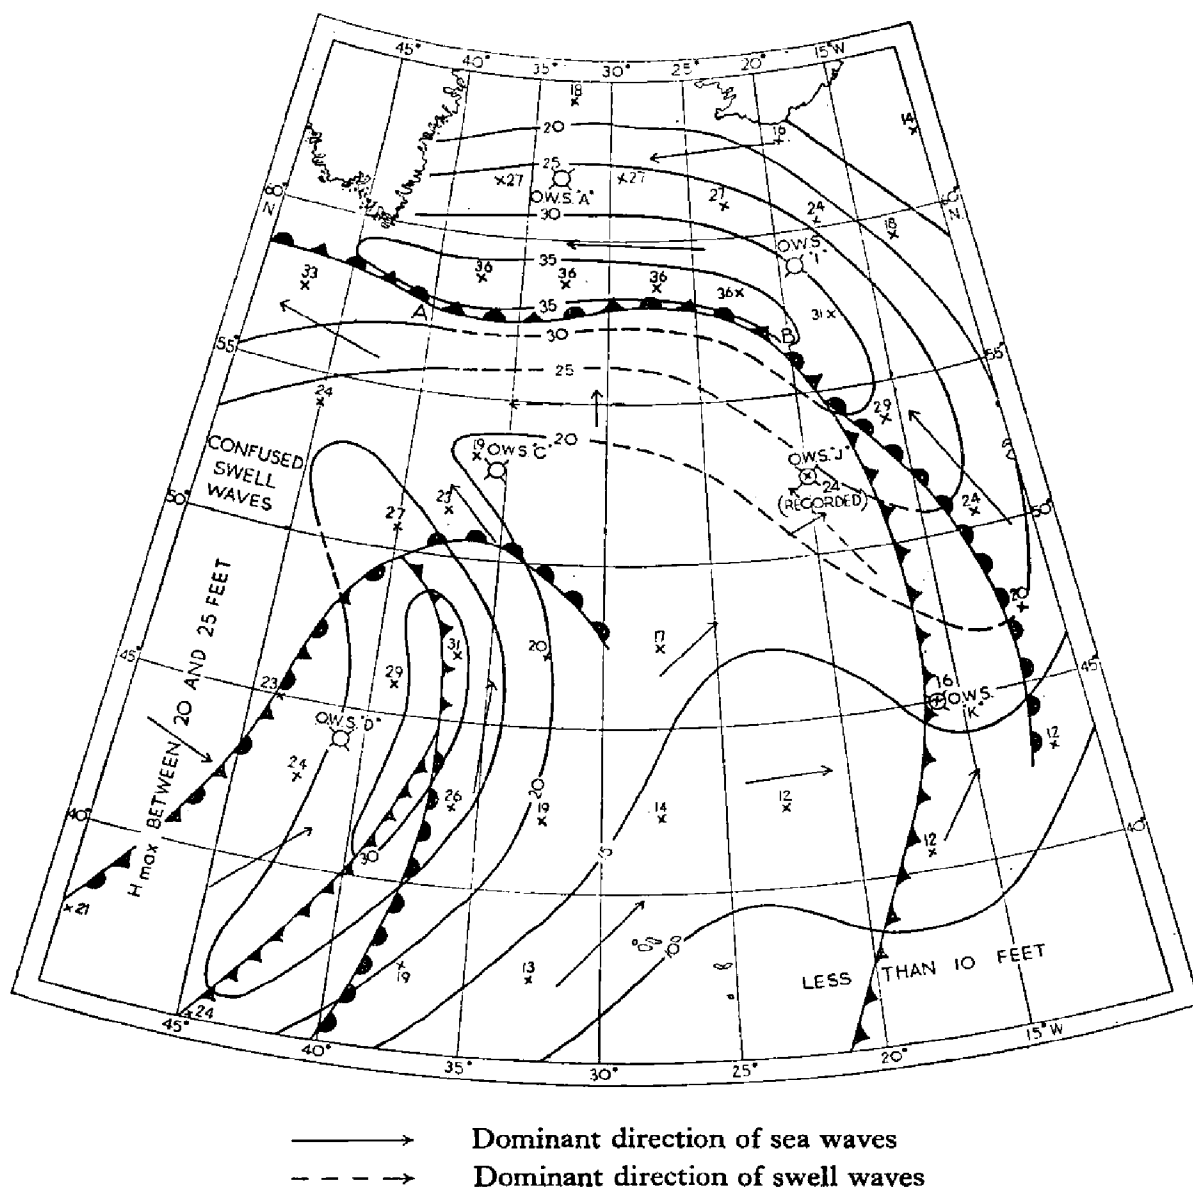 45° 40° 35° 30° 25° 20° 15°W
18
14
20
16
25
27 27
O.W.S."A"
27
24
60° N
60° N
30
18
O.W.S. "I"
35
36 36 36 36
33
31
35
A
B
30
55°
55°
25
24
29
20
19 O.W.S."C"
O.W.S."J"
CONFUSED
SWELL
WAVES
24
(RECORDED)
23
24
27
50°
50°
20
17
31
20
45°
45°
29
16
O.W.S. "K"
23
O.W.S."D"
12
24
26
19
14
12
20
H max BETWEEN 20 AND 25 FEET
40°
40°
12
30
15
21
19
13
LESS THAN 10 FEET
24
45° 40° 35° 30° 25° 20° 15°W
Dominant direction of sea waves
Dominant direction of swell waves